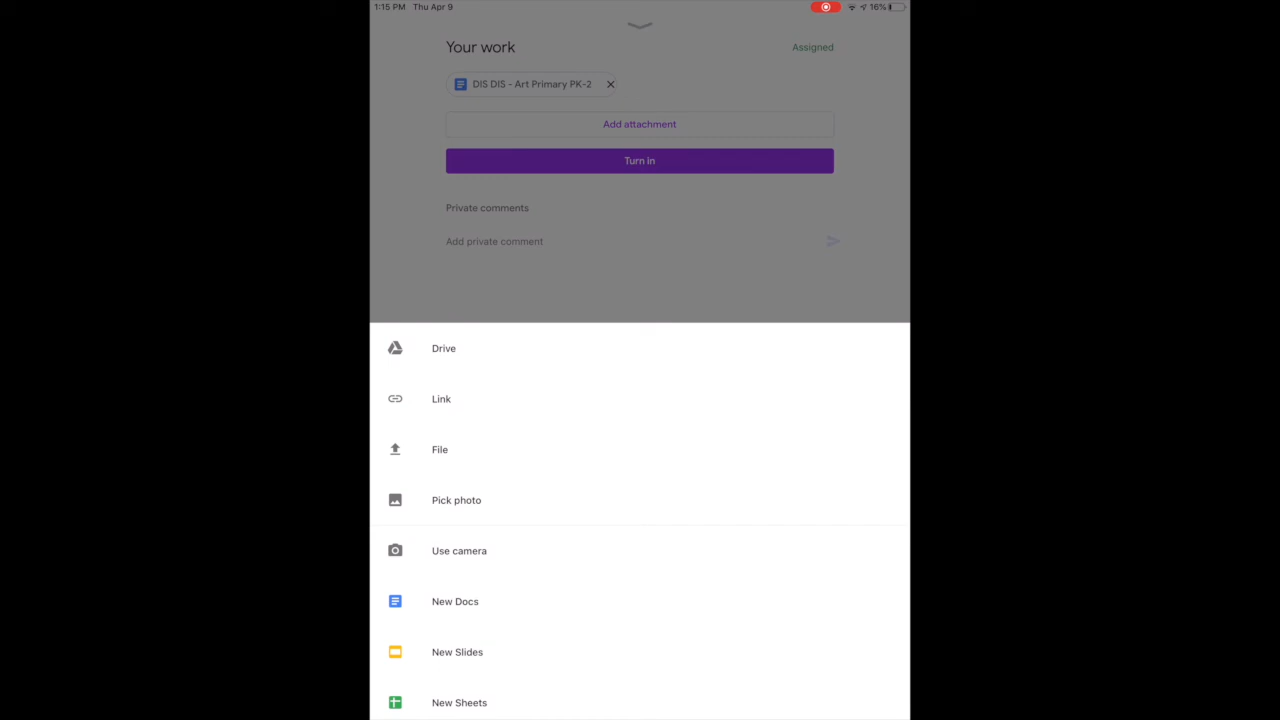 1:15 PM Thu Apr 9 16%
Your work Assigned
DIS DIS - Art Primary PK-2
Add attachment
Turn in
Private comments
Add private comment
Drive
Link
File
Pick photo
Use camera
New Docs
New Slides
New Sheets